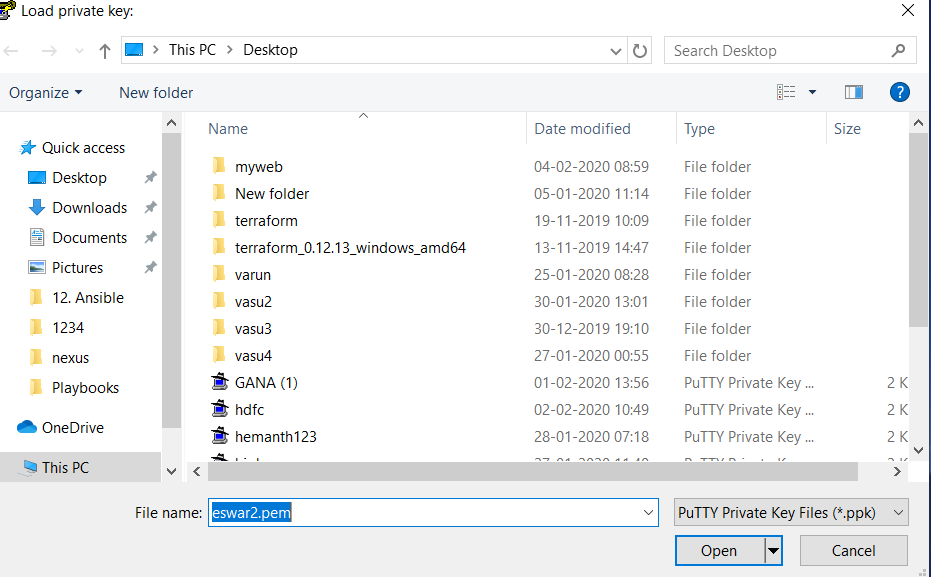 Load private key:
This PC > Desktop
Search Desktop
Organize
New folder
?
Name
Date modified
Type
Size
Quick access
Desktop
Downloads
Documents
Pictures
12. Ansible
1234
nexus
Playbooks
OneDrive
This PC
myweb 04-02-2020 08:59 File folder
New folder 05-01-2020 11:14 File folder
terraform 19-11-2019 10:09 File folder
terraform_0.12.13_windows_amd64 13-11-2019 14:47 File folder
varun 25-01-2020 08:28 File folder
vasu2 30-01-2020 13:01 File folder
vasu3 30-12-2019 19:10 File folder
vasu4 27-01-2020 00:55 File folder
GANA (1) 01-02-2020 13:56 PuTTY Private Key ... 2 K
hdfc 02-02-2020 10:49 PuTTY Private Key ... 2 K
hemanth123 28-01-2020 07:18 PuTTY Private Key ... 2 K
File name: eswar2.pem
PuTTY Private Key Files (*.ppk)
Open
Cancel